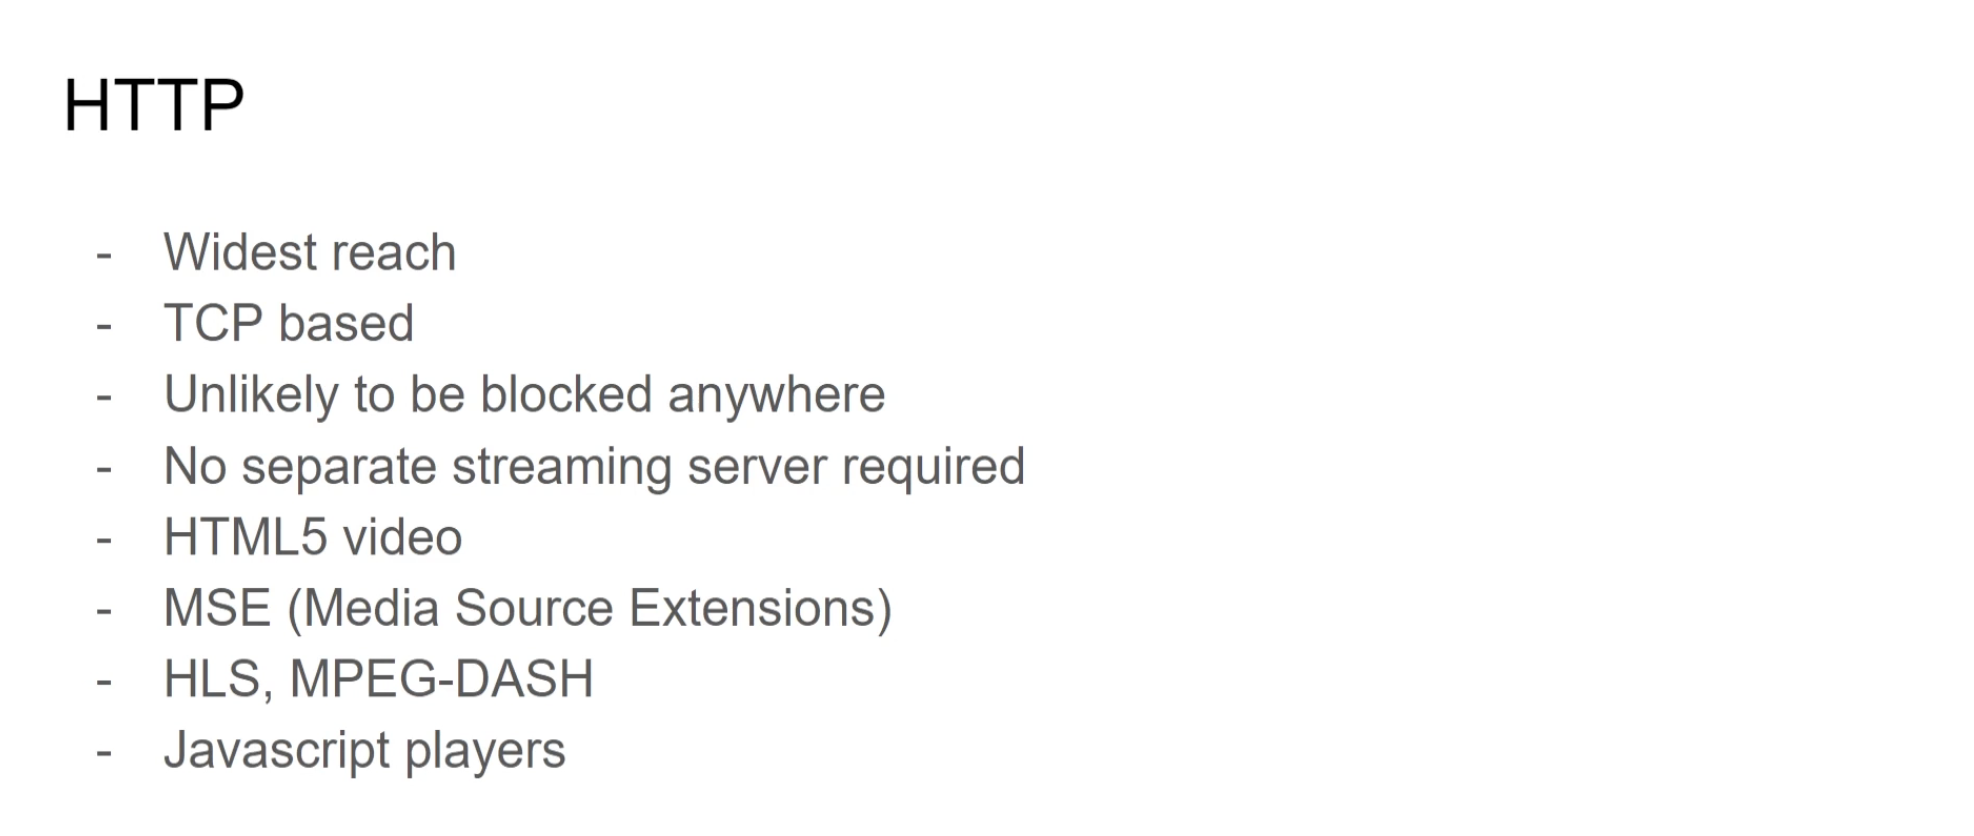 HTTP
- Widest reach
- TCP based
- Unlikely to be blocked anywhere
- No separate streaming server required
- HTML5 video
- MSE (Media Source Extensions)
- HLS, MPEG-DASH
- Javascript players